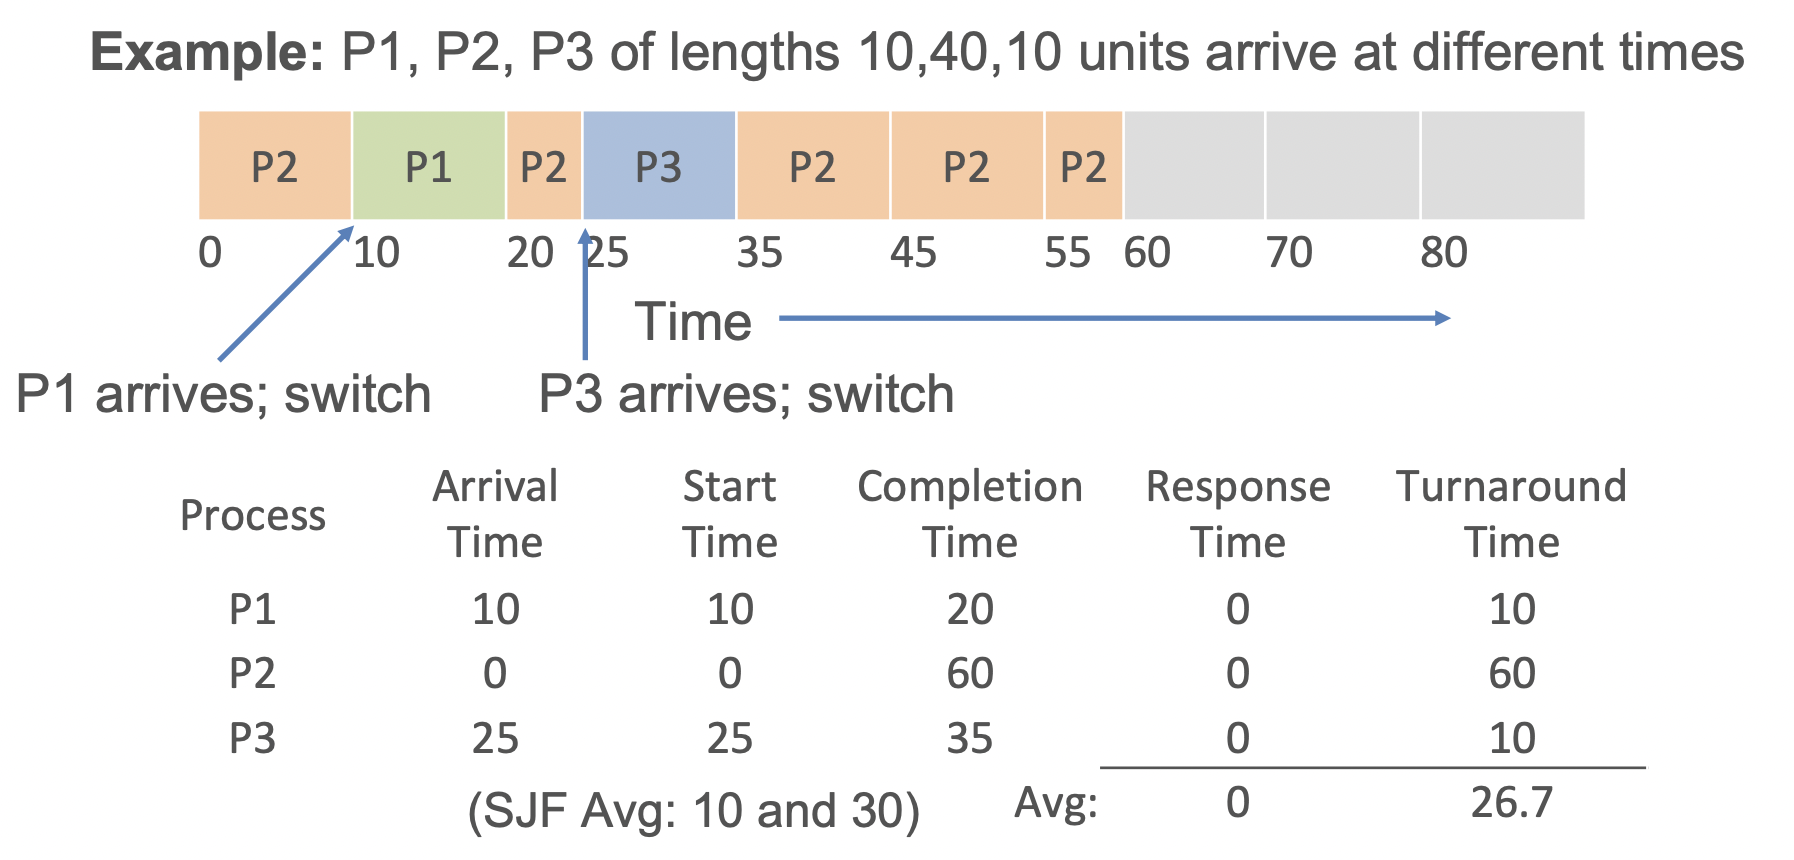 Example: P1, P2, P3 of lengths 10,40,10 units arrive at different times
P2 P1 P2 P3 P2 P2 P2
0 10 20 25 35 45 55 60 70 80
Time
P1 arrives; switch P3 arrives; switch
Process Arrival Time Start Time Completion Time Response Time Turnaround Time
P1 10 10 20 0 10
P2 0 0 60 0 60
P3 25 25 35 0 10
(SJF Avg: 10 and 30) Avg: 0 26.7